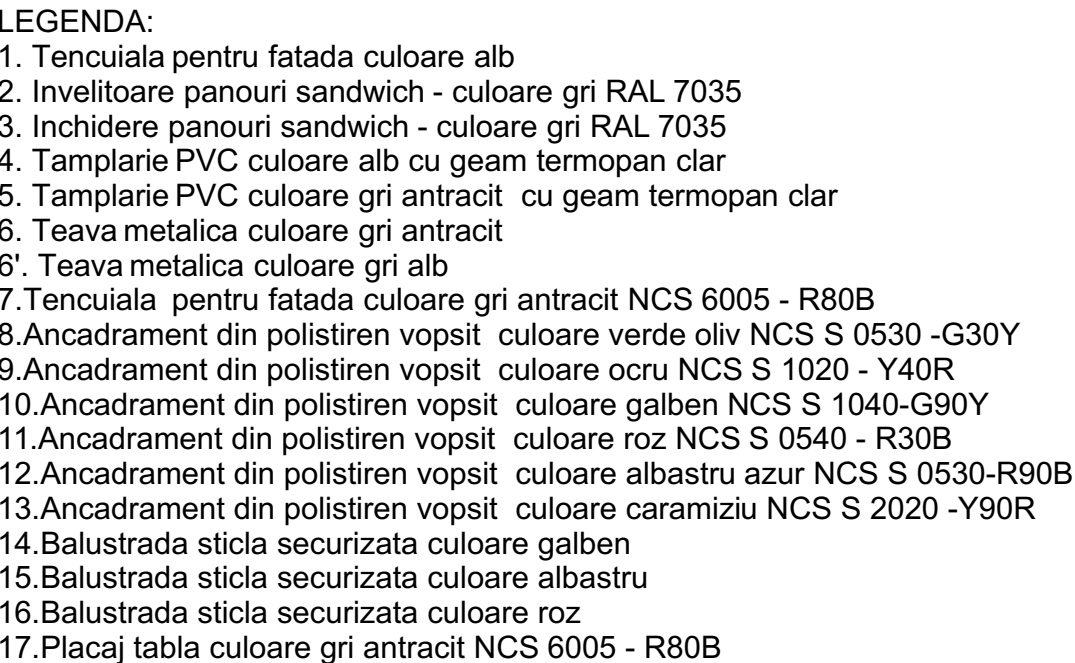 LEGENDA:
1. Tencuiala pentru fatada culoare alb
2. Invelitoare panouri sandwich - culoare gri RAL 7035
3. Inchidere panouri sandwich - culoare gri RAL 7035
4. Tamplarie PVC culoare alb cu geam termopan clar
5. Tamplarie PVC culoare gri antracit cu geam termopan clar
6. Teava metalica culoare gri antracit
6'. Teava metalica culoare gri alb
7.Tencuiala pentru fatada culoare gri antracit NCS 6005 - R80B
8.Ancadrament din polistiren vopsit culoare verde oliv NCS S 0530 -G30Y
9.Ancadrament din polistiren vopsit culoare ocru NCS S 1020 - Y40R
10.Ancadrament din polistiren vopsit culoare galben NCS S 1040-G90Y
11.Ancadrament din polistiren vopsit culoare roz NCS S 0540 - R30B
12.Ancadrament din polistiren vopsit culoare albastru azur NCS S 0530-R90B
13.Ancadrament din polistiren vopsit culoare caramiziu NCS S 2020 -Y90R
14.Balustrada sticla securizata culoare galben
15.Balustrada sticla securizata culoare albastru
16.Balustrada sticla securizata culoare roz
17.Placaj tabla culoare gri antracit NCS 6005 - R80B